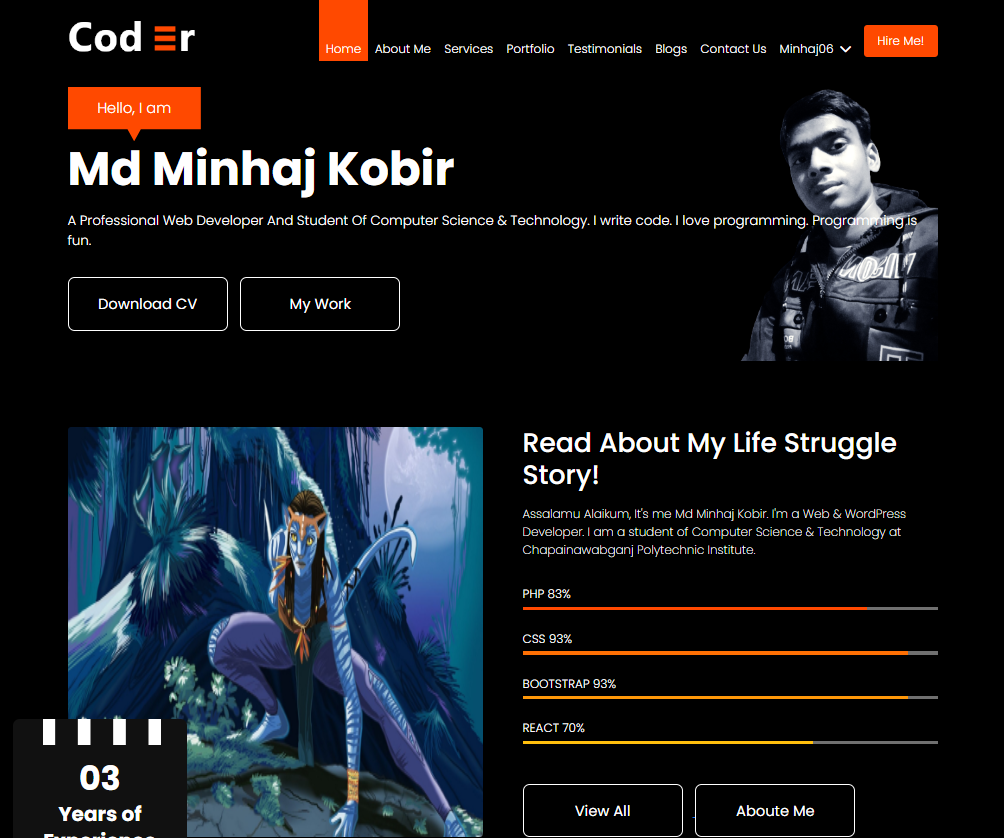 Coder
Home About Me Services Portfolio Testimonials Blogs Contact Us Minhaj06 Hire Me!
Hello, I am
Md Minhaj Kobir
A Professional Web Developer And Student Of Computer Science & Technology. I write code. I love programming. Programming is
fun.
Download CV My Work
Read About My Life Struggle
Story!
Assalamu Alaikum, It's me Md Minhaj Kobir. I'm a Web & WordPress
Developer. I am a student of Computer Science & Technology at
Chapainawabganj Polytechnic Institute.
PHP 83%
CSS 93%
BOOTSTRAP 93%
REACT 70%
03
Years of
Experience
View All Aboute Me